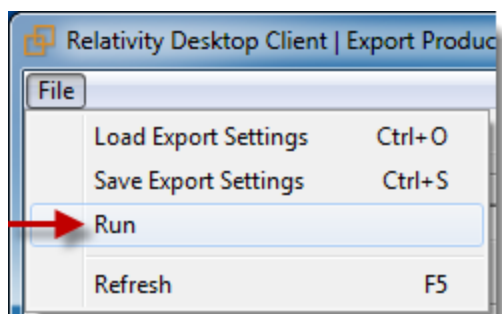 Relativity Desktop Client | Export Produc
File
Load Export Settings Ctrl+O
Save Export Settings Ctrl+S
Run
Refresh F5